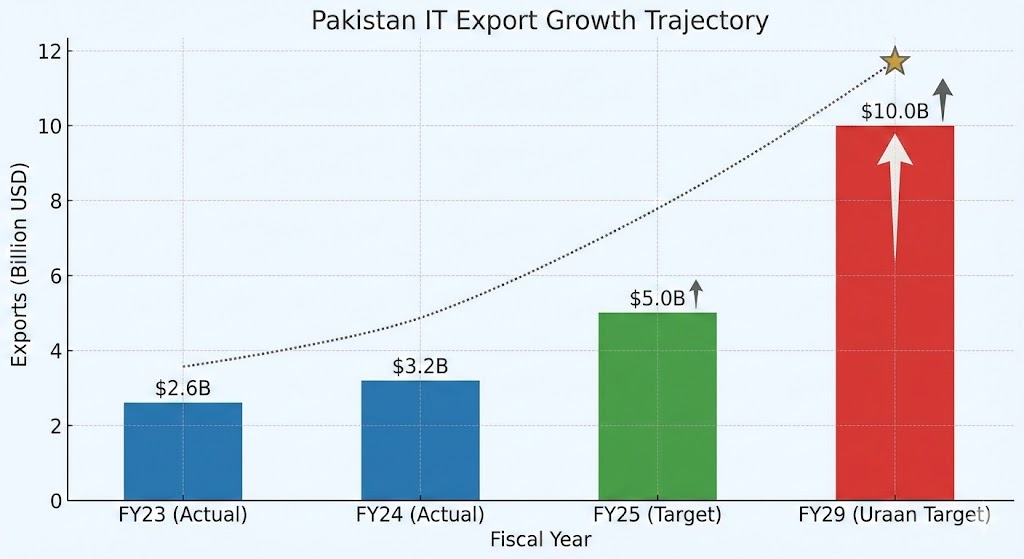 Pakistan IT Export Growth Trajectory
Exports (Billion USD)
12
10
8
6
4
2
0
$2.6B
$3.2B
$5.0B
$10.0B
FY23 (Actual)
FY24 (Actual)
FY25 (Target)
FY29 (Uraan Target)
Fiscal Year